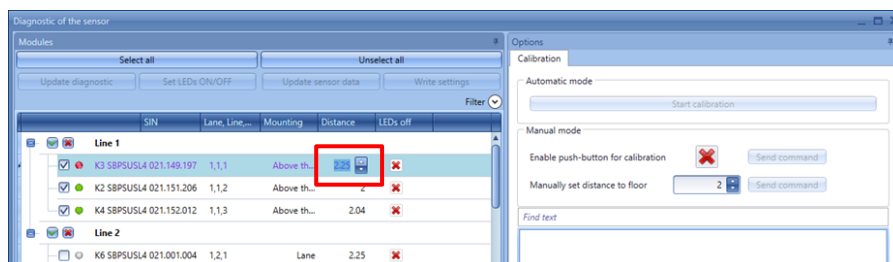 Diagnostic of the sensor
Modules
Select all Unselect all
Update diagnostic Set LEDs ON/OFF Update sensor data Write settings
Filter
SIN Lane, Line,... Mounting Distance LEDs off
Line 1
K3 SBPSUSL4 021.149.197 1,1,1 Above th... 2.25
K2 SBPSUSL4 021.151.206 1,1,2 Above th... 2
K4 SBPSUSL4 021.152.012 1,1,3 Above th... 2.04
Line 2
K6 SBPSUSL4 021.001.004 1,2,1 Lane 2.25
Options
Calibration
Automatic mode
Start calibration
Manual mode
Enable push-button for calibration Send command
Manually set distance to floor 2 Send command
Find text